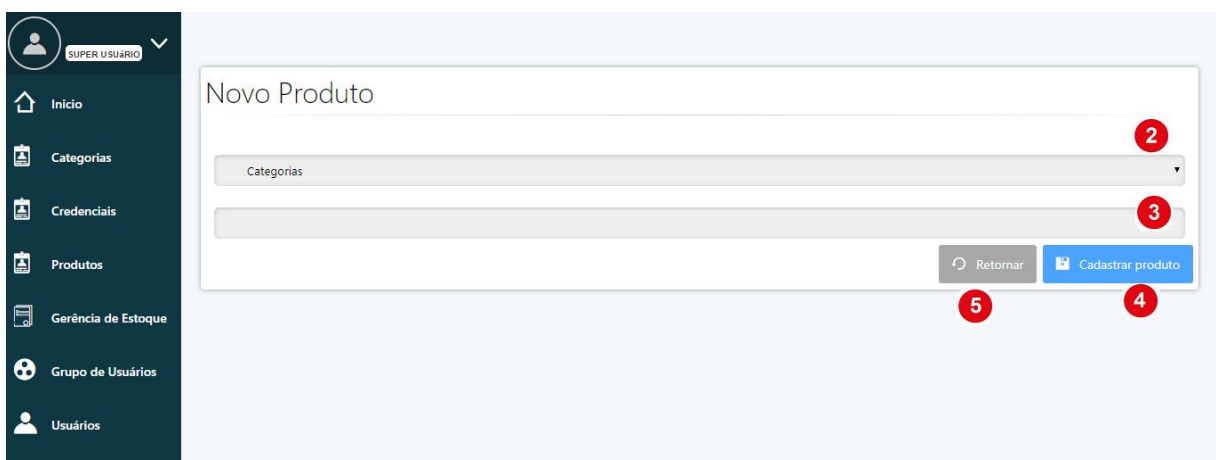 SUPER USUáRIO
Inicio
Categorias
Credenciais
Produtos
Gerência de Estoque
Grupo de Usuários
Usuários
Novo Produto
2
Categorias
3
Retornar
Cadastrar produto
5
4